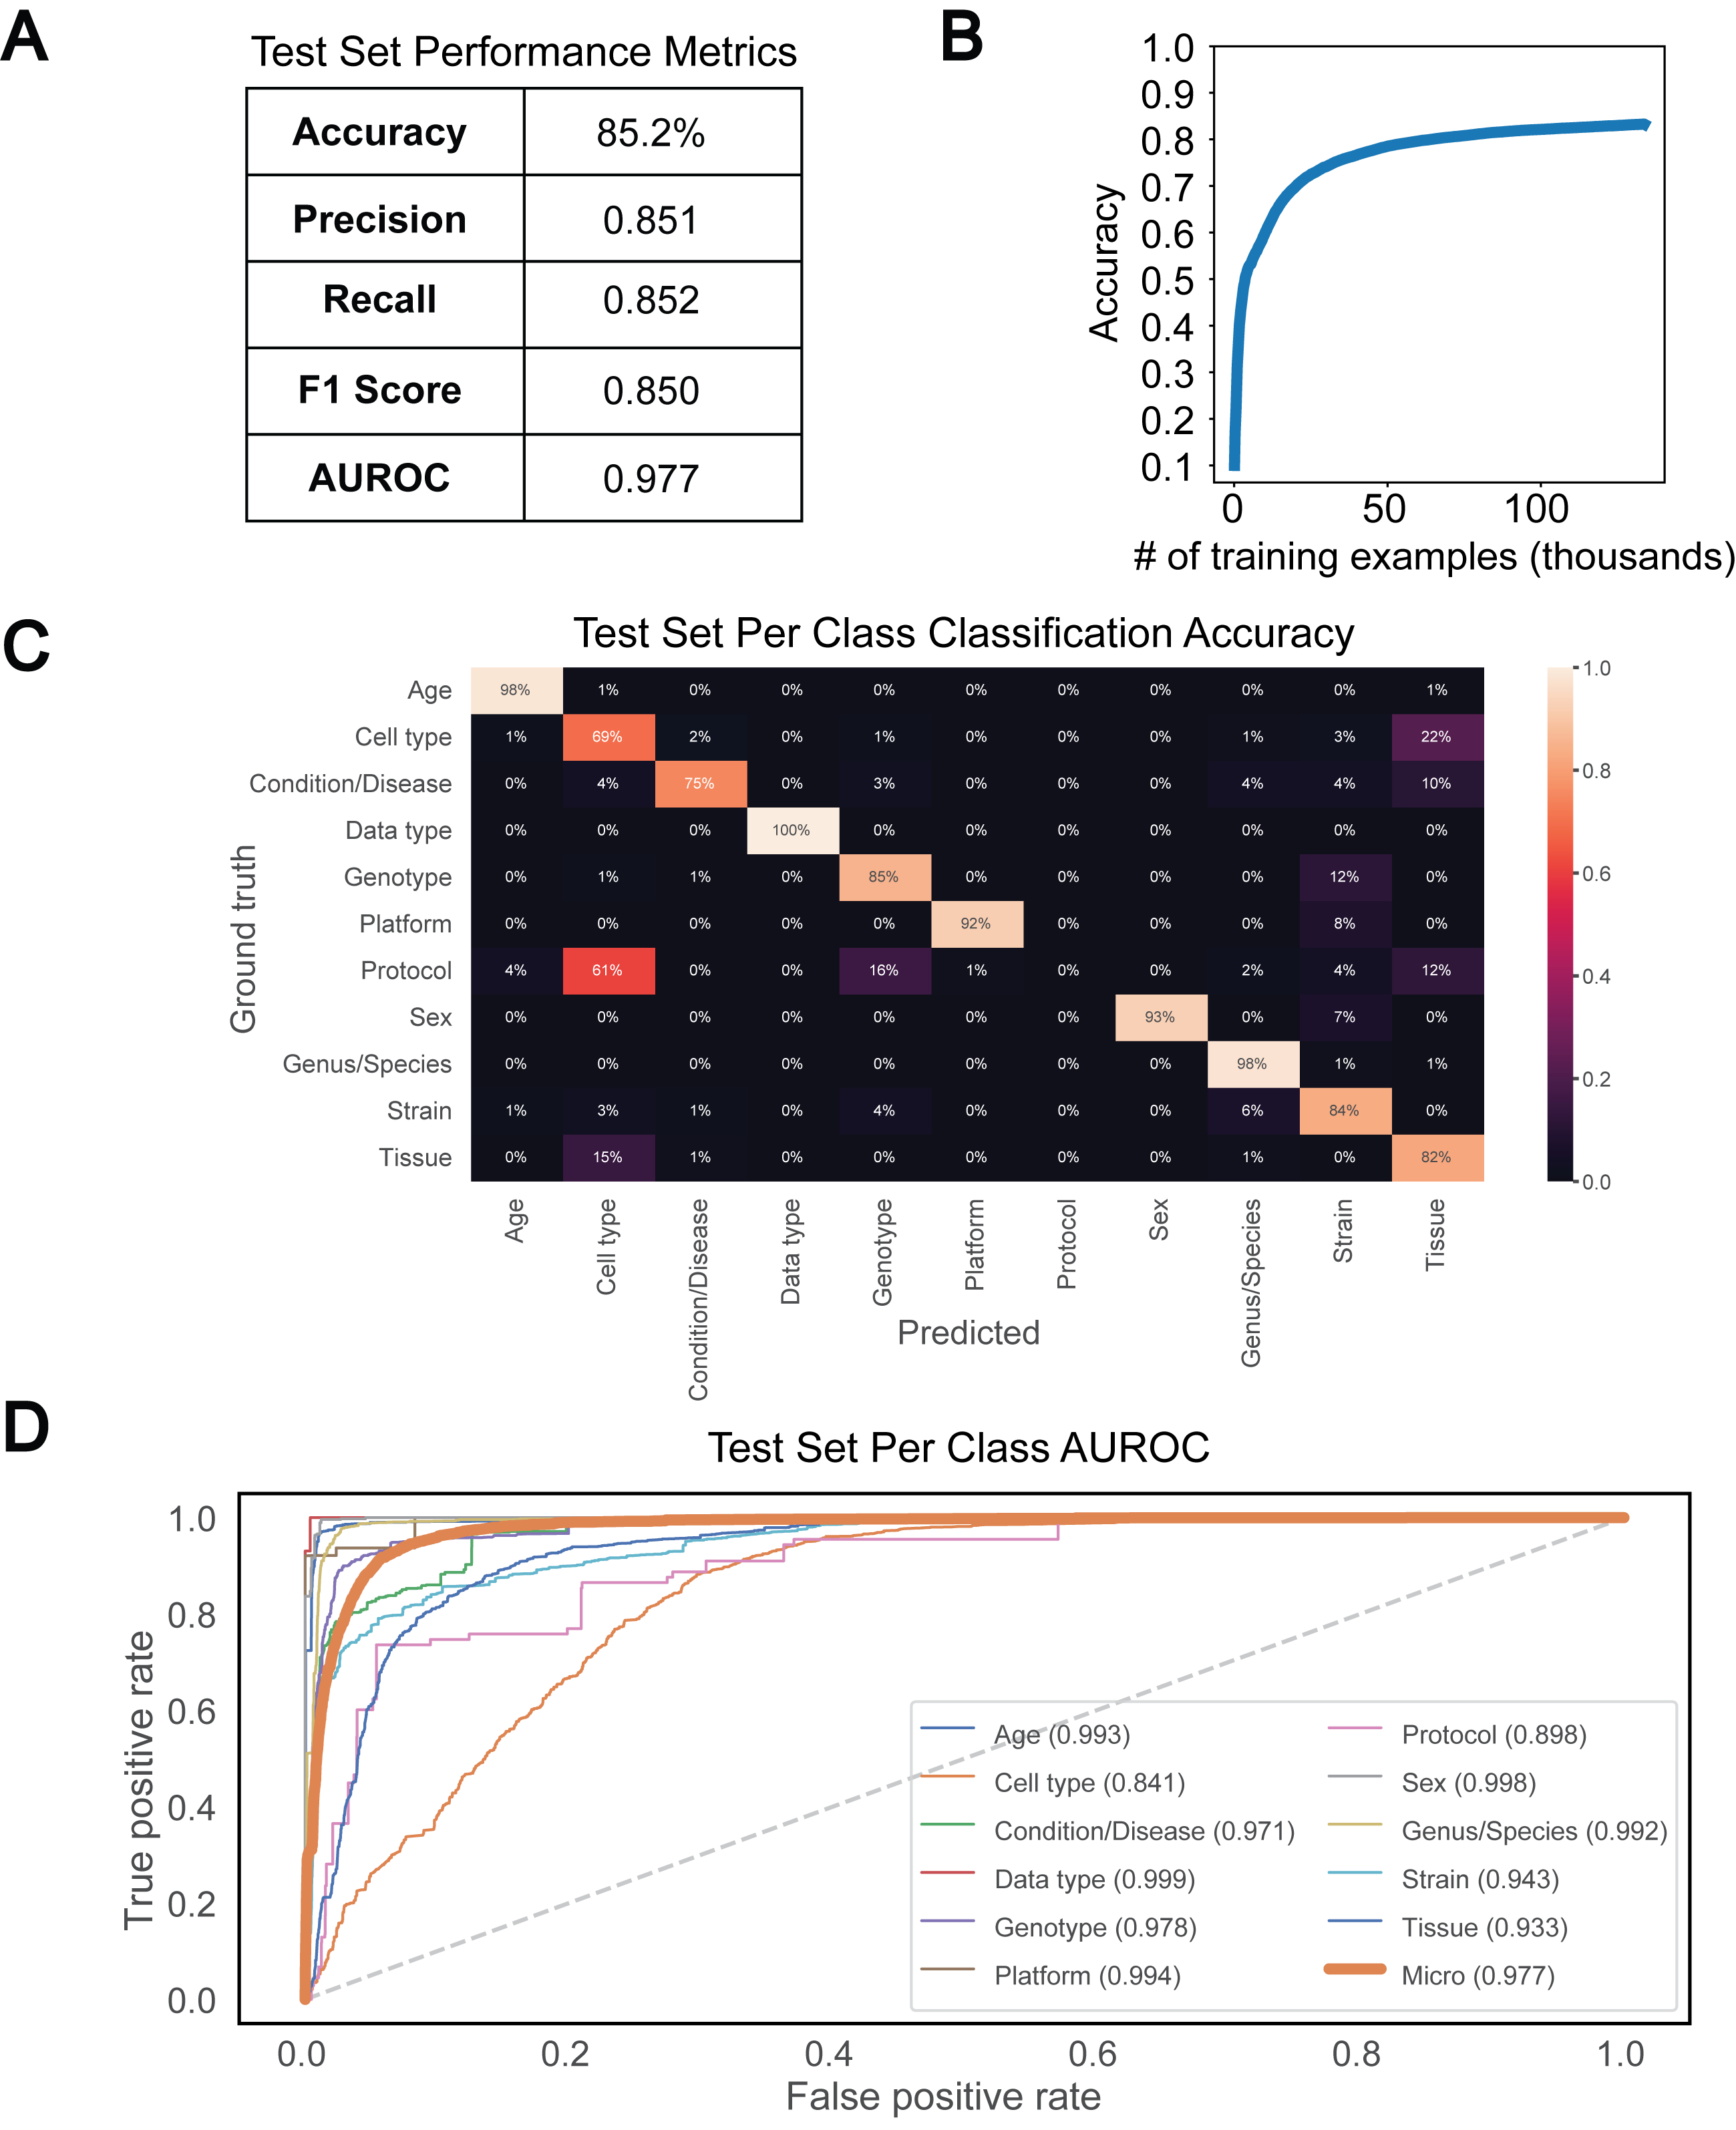 A
Test Set Performance Metrics
Accuracy 85.2%
Precision 0.851
Recall 0.852
F1 Score 0.850
AUROC 0.977
B
1.0
0.9
0.8
0.7
0.6
0.5
0.4
0.3
0.2
0.1
Accuracy
0 50 100
# of training examples (thousands)
C
Test Set Per Class Classification Accuracy
Ground truth
Age 98% 1% 0% 0% 0% 0% 0% 0% 0% 0% 1%
Cell type 1% 69% 2% 0% 1% 0% 0% 0% 1% 3% 22%
Condition/Disease 0% 4% 75% 0% 3% 0% 0% 0% 4% 4% 10%
Data type 0% 0% 0% 100% 0% 0% 0% 0% 0% 0% 0%
Genotype 0% 1% 1% 0% 85% 0% 0% 0% 0% 12% 0%
Platform 0% 0% 0% 0% 0% 92% 0% 0% 0% 8% 0%
Protocol 4% 61% 0% 0% 16% 1% 0% 0% 2% 4% 12%
Sex 0% 0% 0% 0% 0% 0% 0% 93% 0% 7% 0%
Genus/Species 0% 0% 0% 0% 0% 0% 0% 0% 98% 1% 1%
Strain 1% 3% 1% 0% 4% 0% 0% 0% 6% 84% 0%
Tissue 0% 15% 1% 0% 0% 0% 0% 0% 1% 0% 82%
Age Cell type Condition/Disease Data type Genotype Platform Protocol Sex Genus/Species Strain Tissue
Predicted
1.0
0.8
0.6
0.4
0.2
0.0
D
Test Set Per Class AUROC
True positive rate
1.0
0.8
0.6
0.4
0.2
0.0
Age (0.993)
Cell type (0.841)
Condition/Disease (0.971)
Data type (0.999)
Genotype (0.978)
Platform (0.994)
Protocol (0.898)
Sex (0.998)
Genus/Species (0.992)
Strain (0.943)
Tissue (0.933)
Micro (0.977)
0.0 0.2 0.4 0.6 0.8 1.0
False positive rate